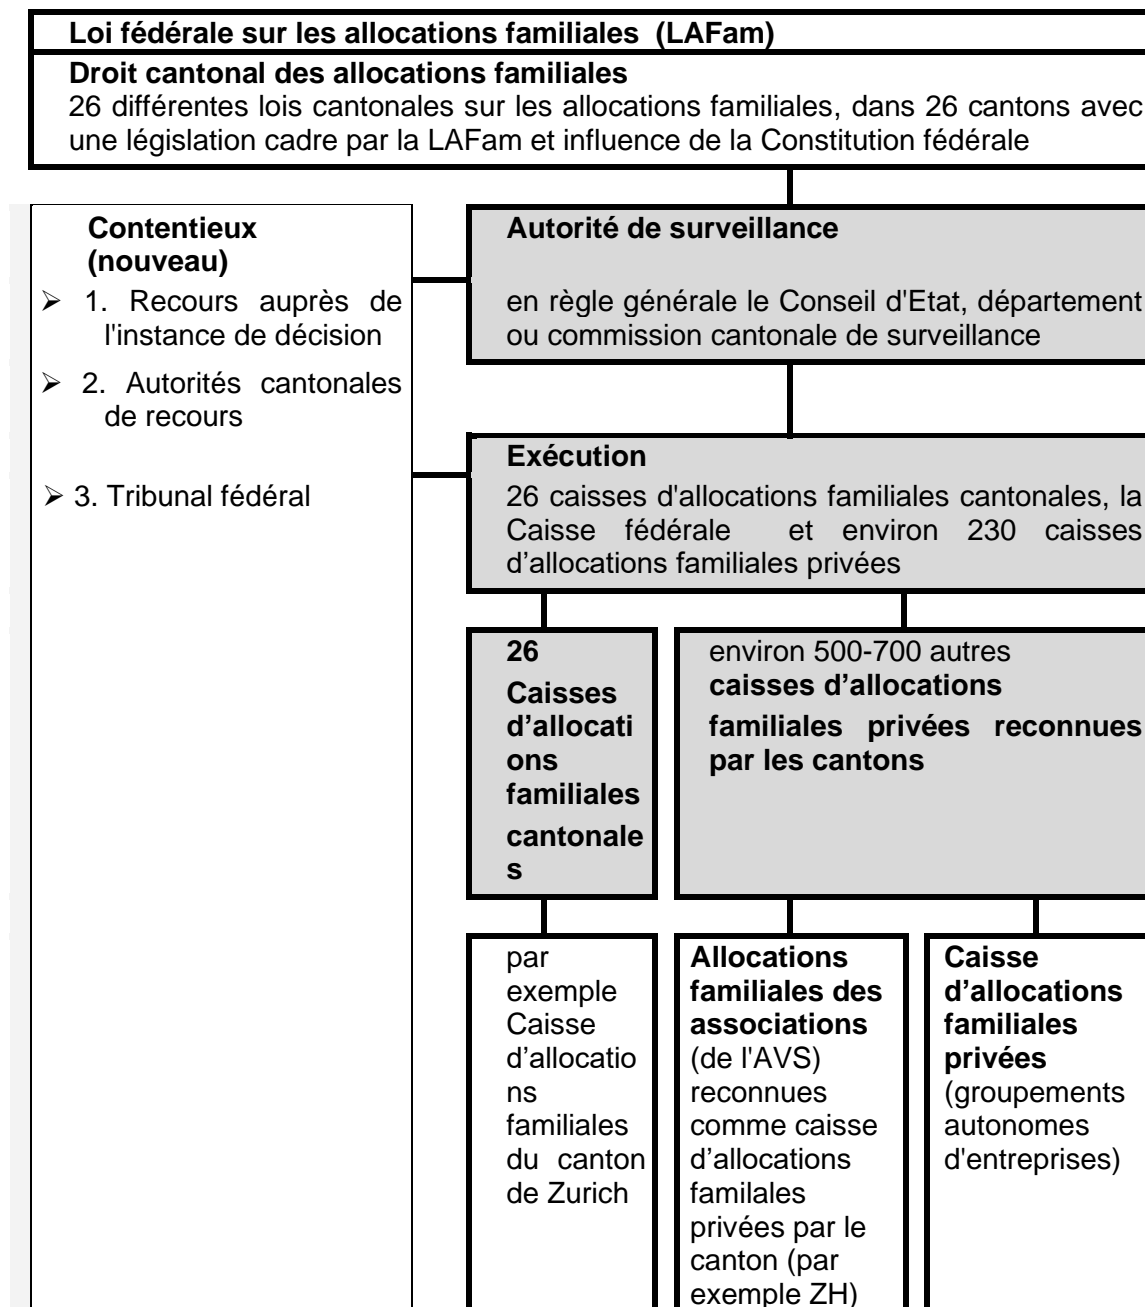 Loi fédérale sur les allocations familiales  (LAFam)
Droit cantonal des allocations familiales
26 différentes lois cantonales sur les allocations familiales, dans 26 cantons avec
une législation cadre par la LAFam et influence de la Constitution fédérale
Contentieux
(nouveau)
➢ 1. Recours auprès de
l'instance de décision
➢ 2. Autorités cantonales
de recours
➢ 3. Tribunal fédéral
Autorité de surveillance
en règle générale le Conseil d'Etat, département
ou commission cantonale de surveillance
Exécution
26 caisses d'allocations familiales cantonales, la
Caisse fédérale et environ 230 caisses
d’allocations familiales privées
26
Caisses
d’allocati
ons
familiales
cantonale
s
environ 500-700 autres
caisses d’allocations
familiales privées reconnues
par les cantons
par
exemple
Caisse
d’allocatio
ns
familiales
du canton
de Zurich
Allocations
familiales des
associations
(de l'AVS)
reconnues
comme caisse
d’allocations
familales
privées par le
canton (par
exemple ZH)
Caisse
d’allocations
familiales
privées
(groupements
autonomes
d'entreprises)